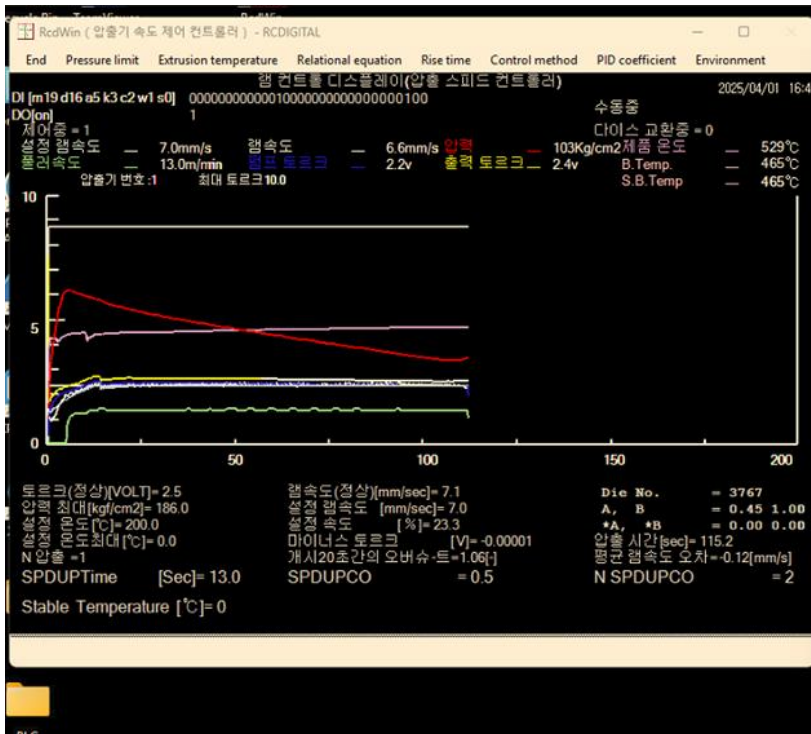 RcdWin ( 압출기 속도 제어 컨트롤러 ) - RCDIGITAL
End Pressure limit Extrusion temperature Relational equation Rise time Control method PID coefficient Environment
램 컨트롤 디스플레이(압출 스피드 컨트롤러)
2025/04/01 16:4
DI [m19 d16 a5 k3 c2 w1 s0]
수동중
DO[on] 1
제어중 = 1 다이스 교환중 = 0
설정 램속도 7.0mm/s 램속도 6.6mm/s 압력 103Kg/cm2 제품 온도 529℃
풀러속도 13.0m/min 펌프 토르크 2.2v 출력 토르크 2.4v B.Temp. 465℃
압출기 번호 :1 최대 토르크 10.0 S.B.Temp 465℃
10
5
0
0 50 100 150 200
토르크(정상)[VOLT]= 2.5 램속도(정상)[mm/sec]= 7.1 Die No. = 3767
압력 최대[kgf/cm2]= 186.0 설정 램속도 [mm/sec]= 7.0 A, B = 0.45 1.00
설정 온도[℃]= 200.0 설정 속도 [%]= 23.3 *A, *B = 0.00 0.00
설정 온도최대[℃]= 0.0 마이너스 토르크 [V]= -0.00001 압출 시간[sec]= 115.2
N 압출 =1 개시20초간의 오버슈-트=1.06[-] 평균 램속도 오차=-0.12[mm/s]
SPDUPTime [Sec]= 13.0 SPDUPCO = 0.5 N SPDUPCO = 2
Stable Temperature [℃]= 0